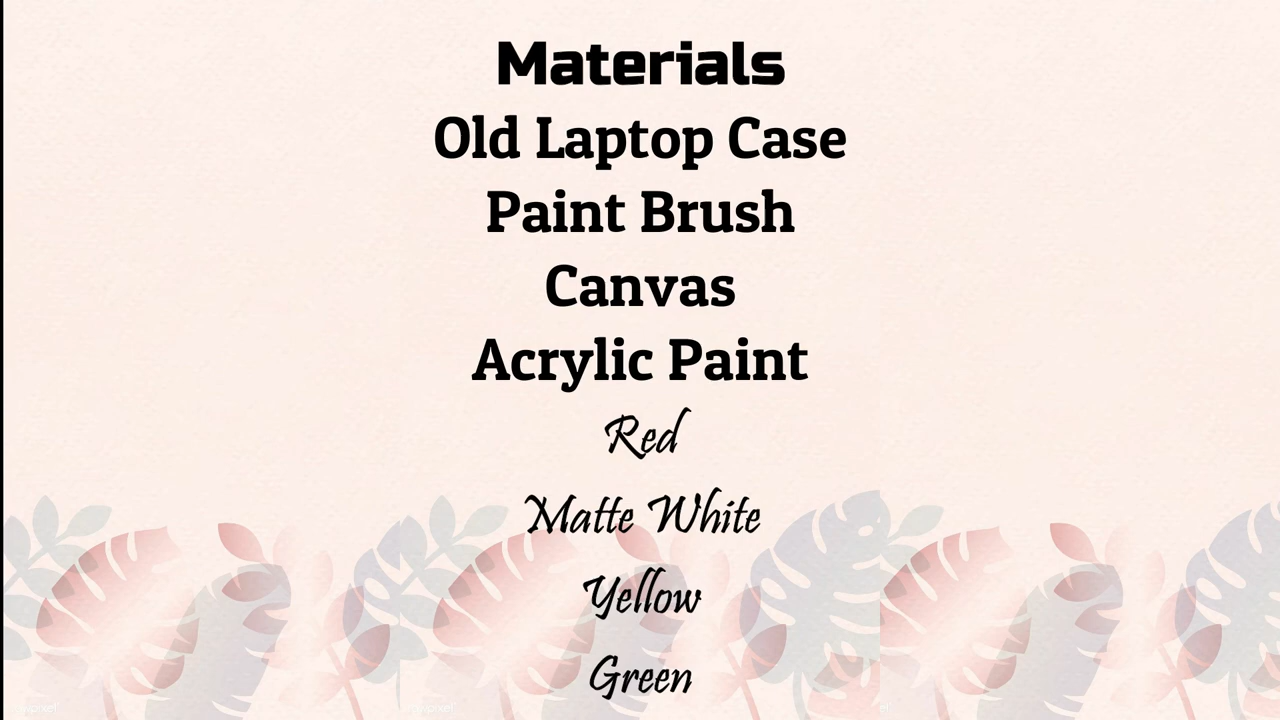 Materials
Old Laptop Case
Paint Brush
Canvas
Acrylic Paint
Red
Matte White
Yellow
Green